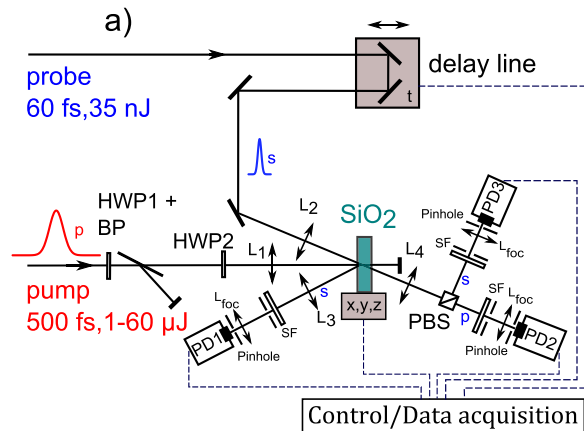 a)
probe
60 fs,35 nJ
delay line
t
s
HWP1 +
BP
p
HWP2
L1
L2
SiO2
L4
PD3
Pinhole
Lfoc
SF
s
pump
500 fs,1-60 µJ
s
x,y,z
PBS
p
SF
Lfoc
PD2
Pinhole
PD1
Lfoc
SF
L3
Pinhole
Control/Data acquisition